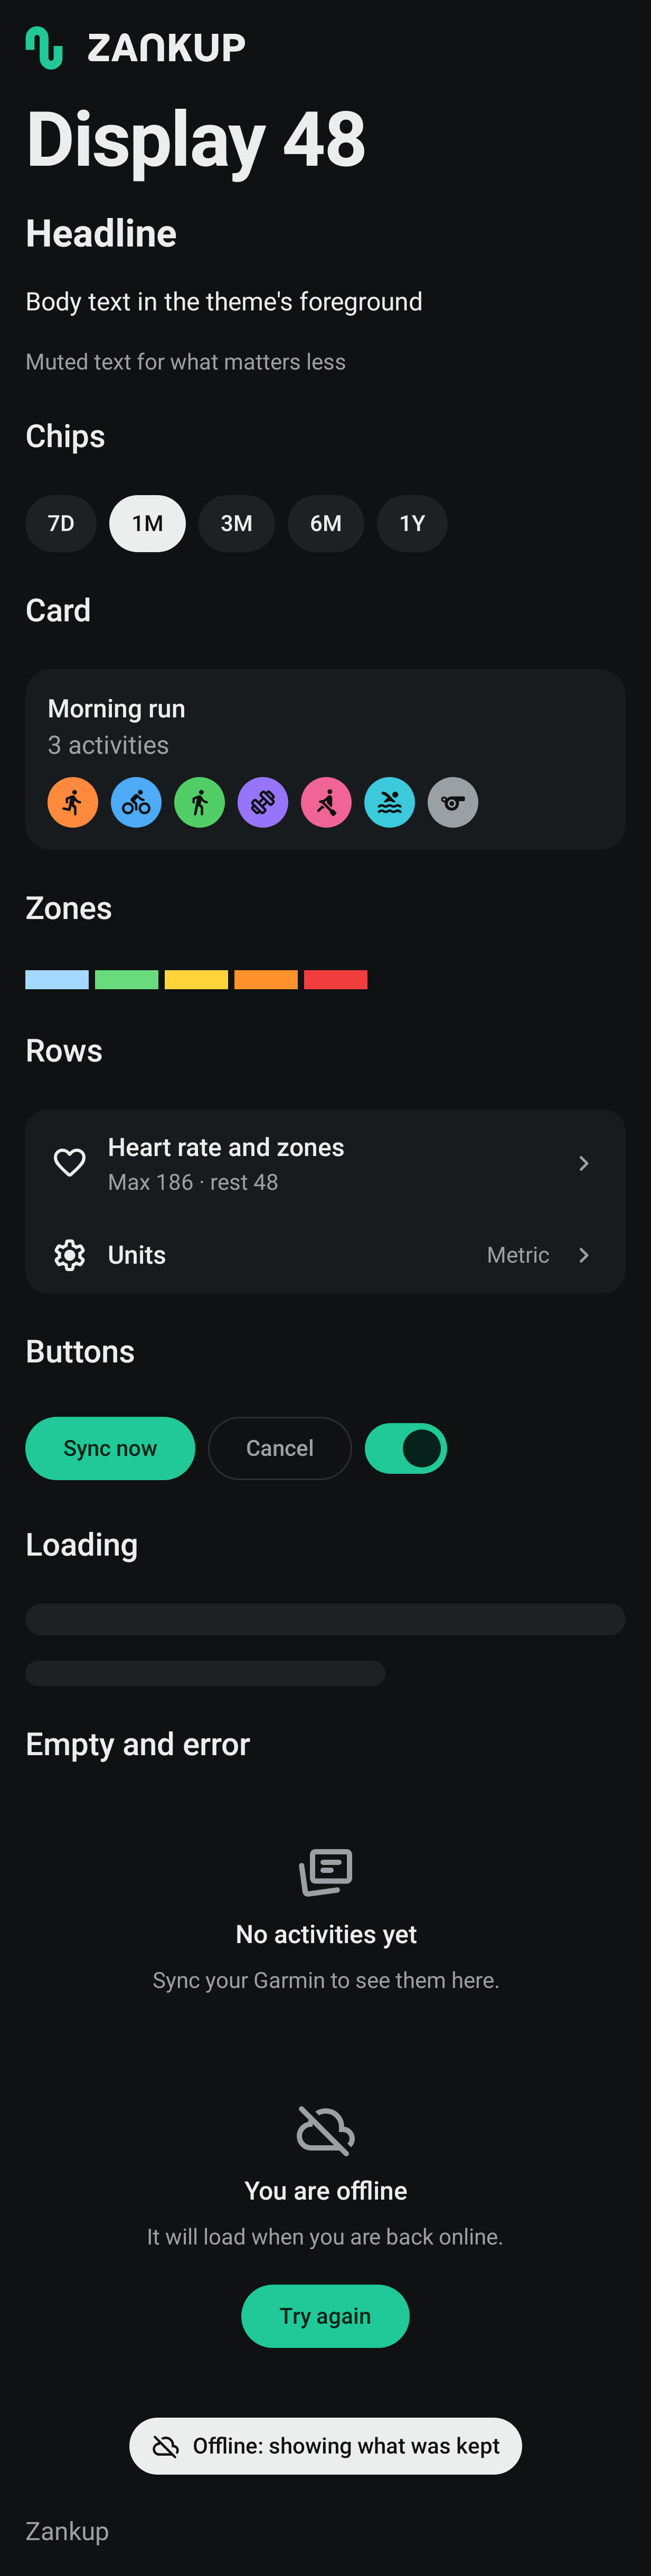 ZANKUP
Display 48
Headline
Body text in the theme's foreground
Muted text for what matters less
Chips
7D 1M 3M 6M 1Y
Card
Morning run
3 activities
Zones
Rows
Heart rate and zones
Max 186 · rest 48
Units Metric
Buttons
Sync now Cancel
Loading
Empty and error
No activities yet
Sync your Garmin to see them here.
You are offline
It will load when you are back online.
Try again
Offline: showing what was kept
Zankup